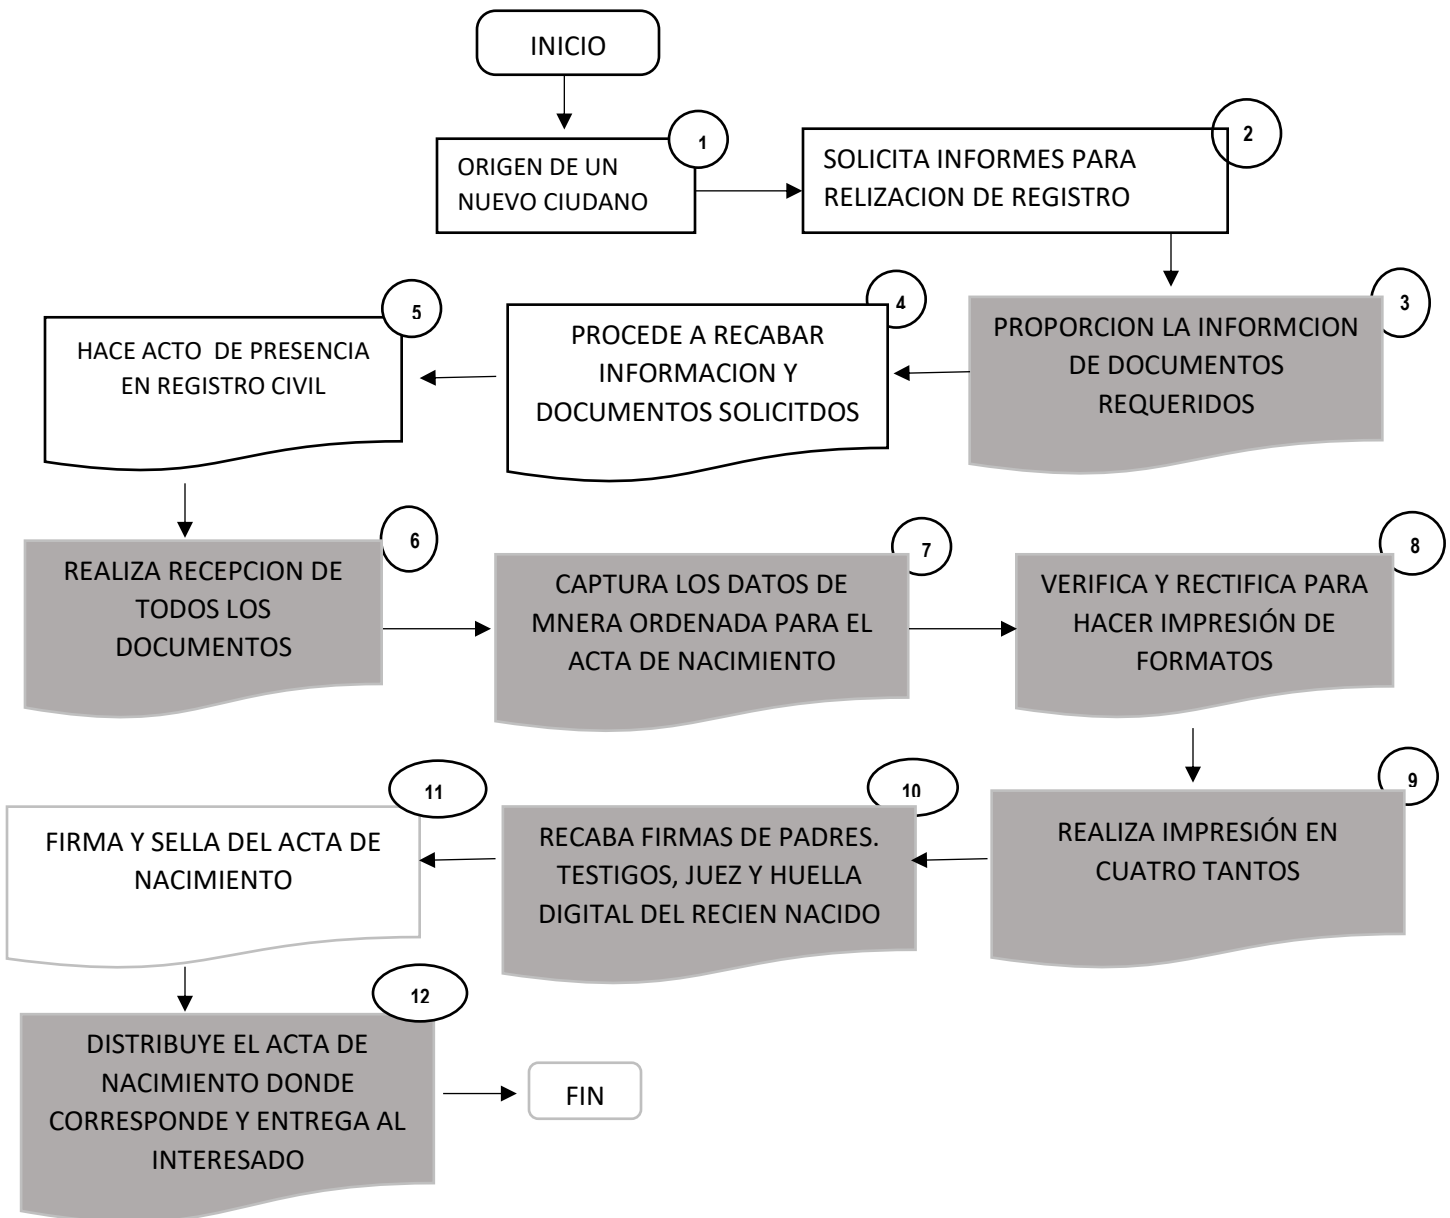 INICIO
1
ORIGEN DE UN
NUEVO CIUDANO
2
SOLICITA INFORMES PARA
RELIZACION DE REGISTRO
3
PROPORCION LA INFORMCION
DE DOCUMENTOS
REQUERIDOS
4
PROCEDE A RECABAR
INFORMACION Y
DOCUMENTOS SOLICITDOS
5
HACE ACTO DE PRESENCIA
EN REGISTRO CIVIL
6
REALIZA RECEPCION DE
TODOS LOS
DOCUMENTOS
7
CAPTURA LOS DATOS DE
MNERA ORDENADA PARA EL
ACTA DE NACIMIENTO
8
VERIFICA Y RECTIFICA PARA
HACER IMPRESIÓN DE
FORMATOS
9
REALIZA IMPRESIÓN EN
CUATRO TANTOS
10
RECABA FIRMAS DE PADRES.
TESTIGOS, JUEZ Y HUELLA
DIGITAL DEL RECIEN NACIDO
11
FIRMA Y SELLA DEL ACTA DE
NACIMIENTO
12
DISTRIBUYE EL ACTA DE
NACIMIENTO DONDE
CORRESPONDE Y ENTREGA AL
INTERESADO
FIN